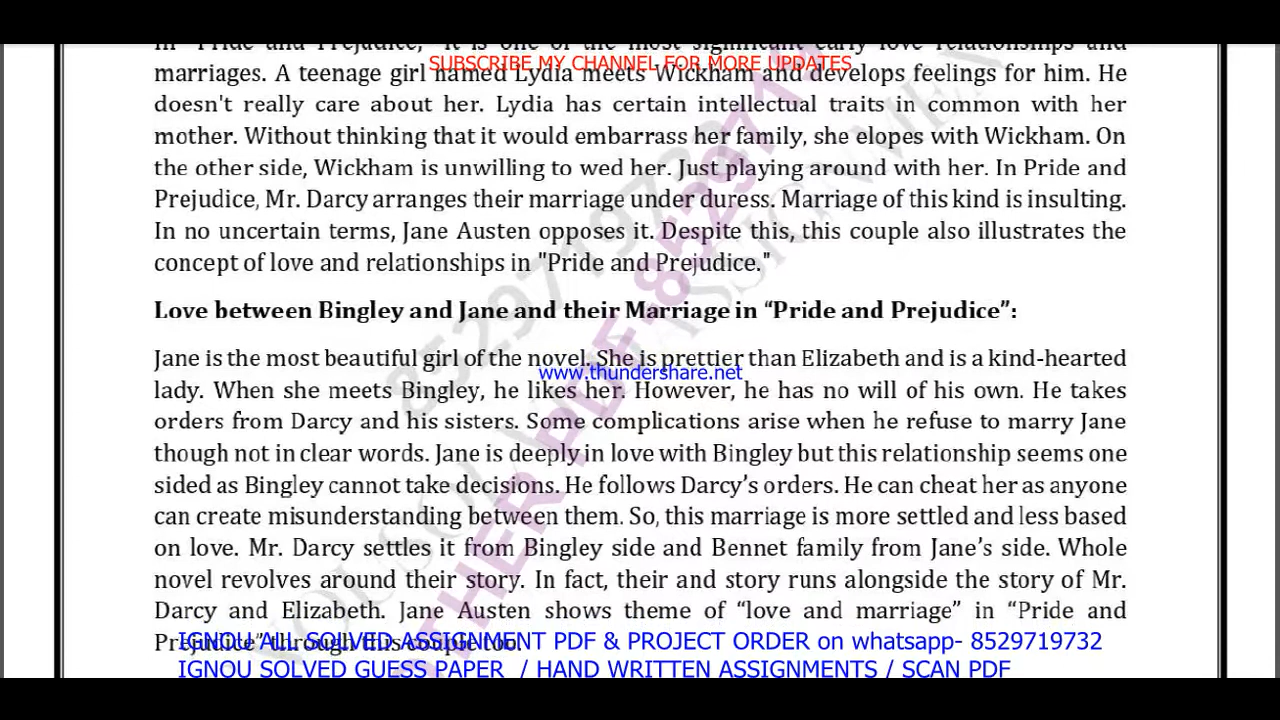 in "Pride and Prejudice," it is one of the most significant early love relationships and
SUBSCRIBE MY CHANNEL FOR MORE UPDATES
marriages. A teenage girl named Lydia meets Wickham and develops feelings for him. He
doesn't really care about her. Lydia has certain intellectual traits in common with her
mother. Without thinking that it would embarrass her family, she elopes with Wickham. On
the other side, Wickham is unwilling to wed her. Just playing around with her. In Pride and
Prejudice, Mr. Darcy arranges their marriage under duress. Marriage of this kind is insulting.
In no uncertain terms, Jane Austen opposes it. Despite this, this couple also illustrates the
concept of love and relationships in "Pride and Prejudice."
Love between Bingley and Jane and their Marriage in “Pride and Prejudice”:
Jane is the most beautiful girl of the novel. She is prettier than Elizabeth and is a kind-hearted
www.thundershare.net
lady. When she meets Bingley, he likes her. However, he has no will of his own. He takes
orders from Darcy and his sisters. Some complications arise when he refuse to marry Jane
though not in clear words. Jane is deeply in love with Bingley but this relationship seems one
sided as Bingley cannot take decisions. He follows Darcy’s orders. He can cheat her as anyone
can create misunderstanding between them. So, this marriage is more settled and less based
on love. Mr. Darcy settles it from Bingley side and Bennet family from Jane’s side. Whole
novel revolves around their story. In fact, their and story runs alongside the story of Mr.
Darcy and Elizabeth. Jane Austen shows theme of “love and marriage” in “Pride and
Prejudice” through this couple too.
IGNOU ALL SOLVED ASSIGNMENT PDF & PROJECT ORDER on whatsapp- 8529719732
IGNOU SOLVED GUESS PAPER / HAND WRITTEN ASSIGNMENTS / SCAN PDF
8529719732